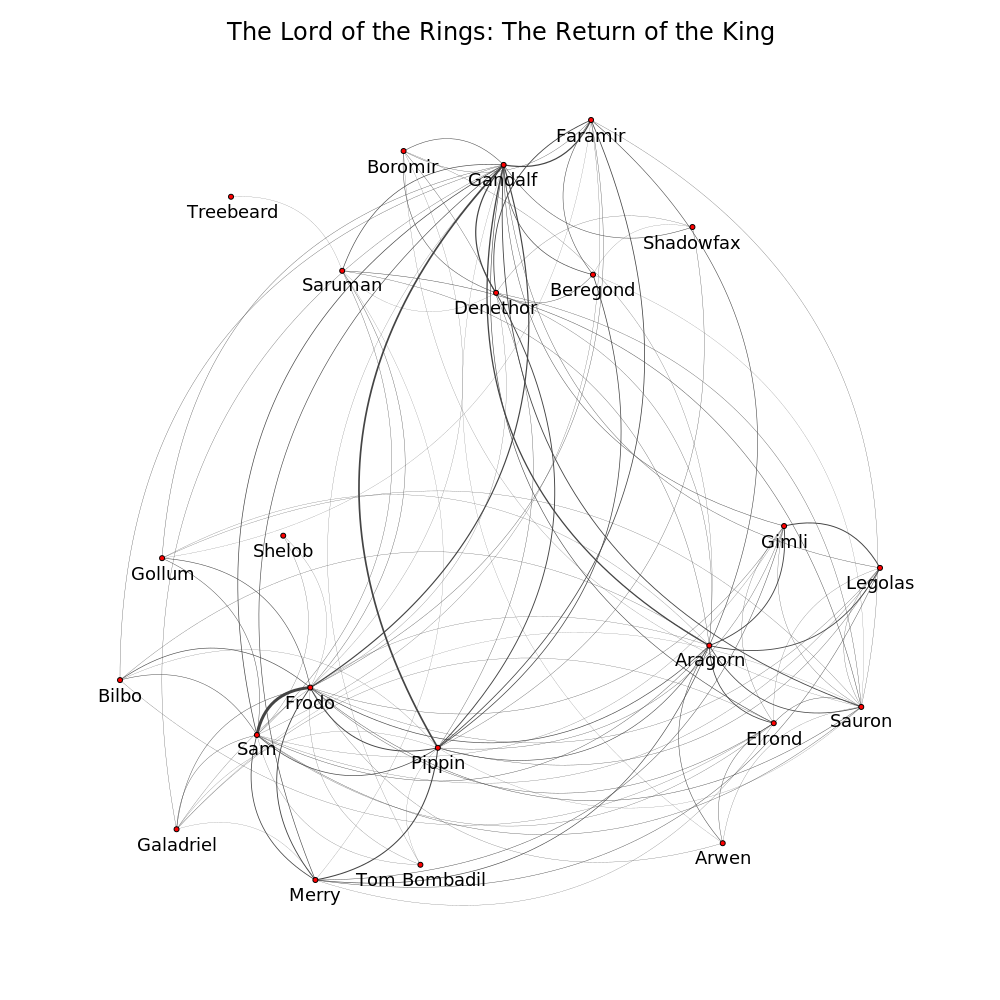 The Lord of the Rings: The Return of the King
Faramir
Boromir
Gandalf
Treebeard
Shadowfax
Saruman
Beregond
Denethor
Gimli
Shelob
Gollum
Legolas
Aragorn
Bilbo
Frodo
Sauron
Elrond
Sam
Pippin
Galadriel
Arwen
Tom Bombadil
Merry